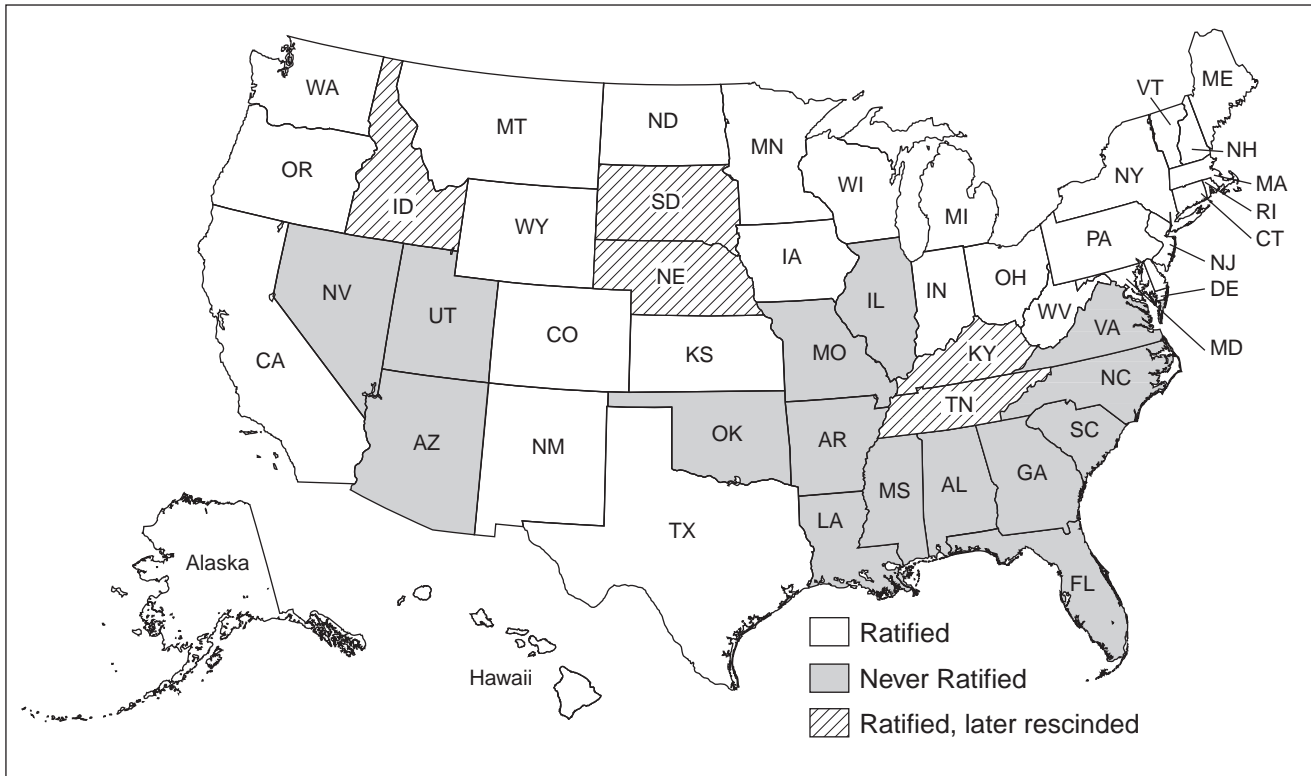 WA
MT
ND
MN
VT
ME
OR
ID
SD
WI
NY
NH
MA
RI
CT
WY
MI
IA
PA
NE
NJ
NV
UT
IL
IN
OH
DE
CO
WV
VA
MD
CA
KS
MO
KY
NC
TN
AZ
NM
OK
AR
SC
MS
AL
GA
LA
TX
Alaska
FL
Hawaii
Ratified
Never Ratified
Ratified, later rescinded